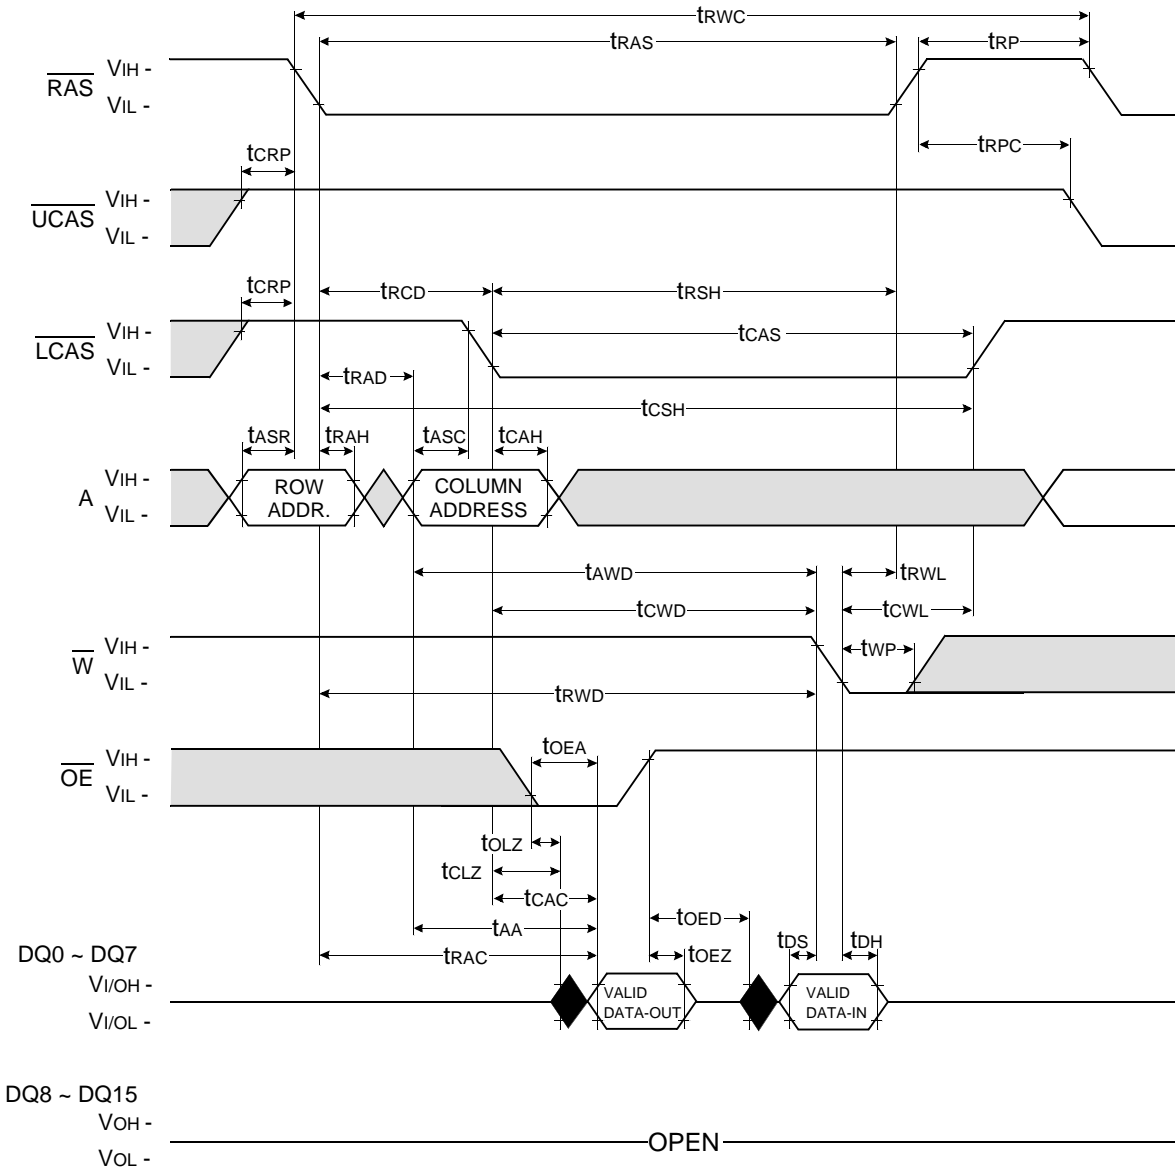 tRWC
tRAS
tRP
RAS
VIH -
VIL -
tRPC
tCRP
UCAS
VIH -
VIL -
tCRP
tRCD
tRSH
LCAS
VIH -
VIL -
tCAS
tRAD
tCSH
tASR
tRAH
tASC
tCAH
A
VIH -
VIL -
ROW
ADDR.
COLUMN
ADDRESS
tAWD
tRWL
tCWD
tCWL
W
VIH -
VIL -
tWP
tRWD
OE
VIH -
VIL -
tOEA
tOLZ
tCLZ
tCAC
tOED
tAA
tRAC
tOEZ
tDS
tDH
DQ0 ~ DQ7
VI/OH -
VI/OL -
VALID
DATA-OUT
VALID
DATA-IN
DQ8 ~ DQ15
VOH -
VOL -
OPEN